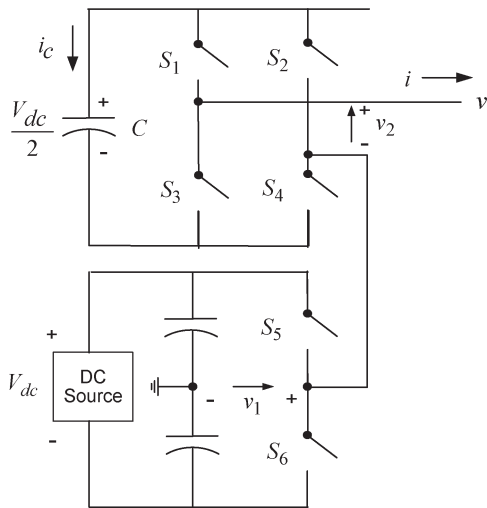 i_c
S_1
S_2
i
V_dc
2
+
-
C
+
-
v_2
v
S_3
S_4
+
V_dc
-
DC
Source
S_5
-
v_1
+
S_6